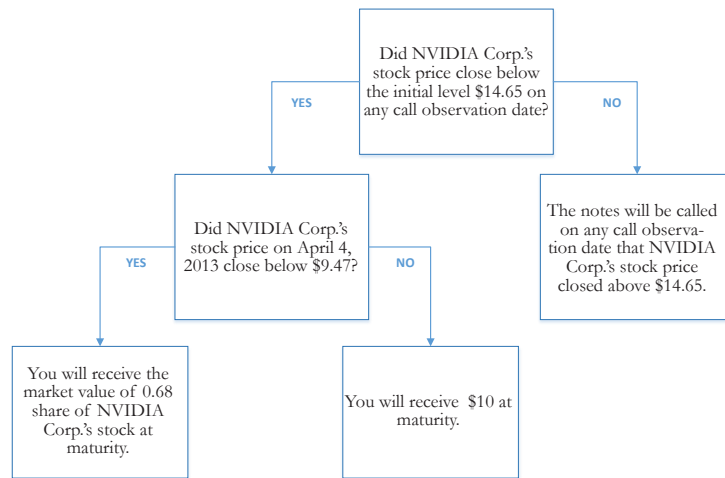 Did NVIDIA Corp.'s
stock price close below
the initial level $14.65 on
any call observation date?
YES
NO
Did NVIDIA Corp.'s
stock price on April 4,
2013 close below $9.47?
The notes will be called
on any call observa-
tion date that NVIDIA
Corp.'s stock price
closed above $14.65.
YES
NO
You will receive the
market value of 0.68
share of NVIDIA
Corp.'s stock at
maturity.
You will receive $10 at
maturity.